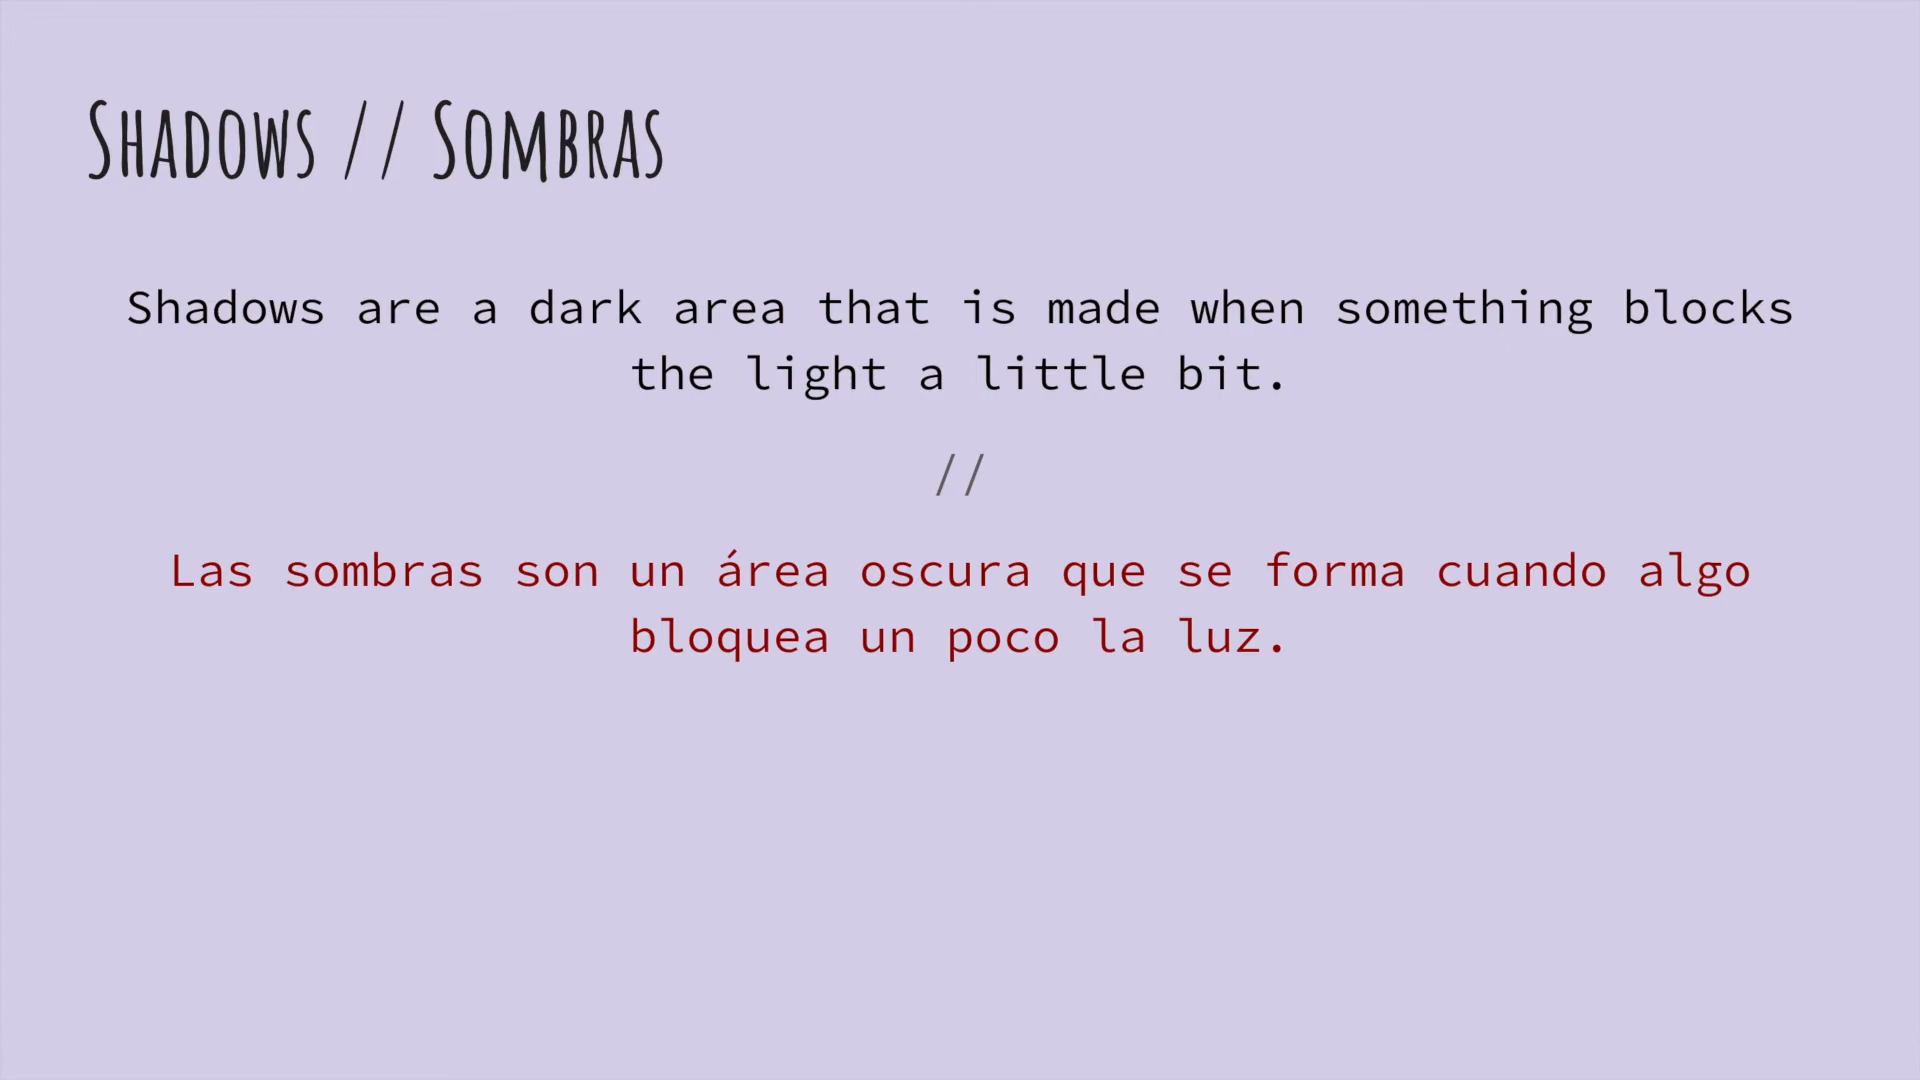 Shadows // Sombras
Shadows are a dark area that is made when something blocks
the light a little bit.
//
Las sombras son un área oscura que se forma cuando algo
bloquea un poco la luz.